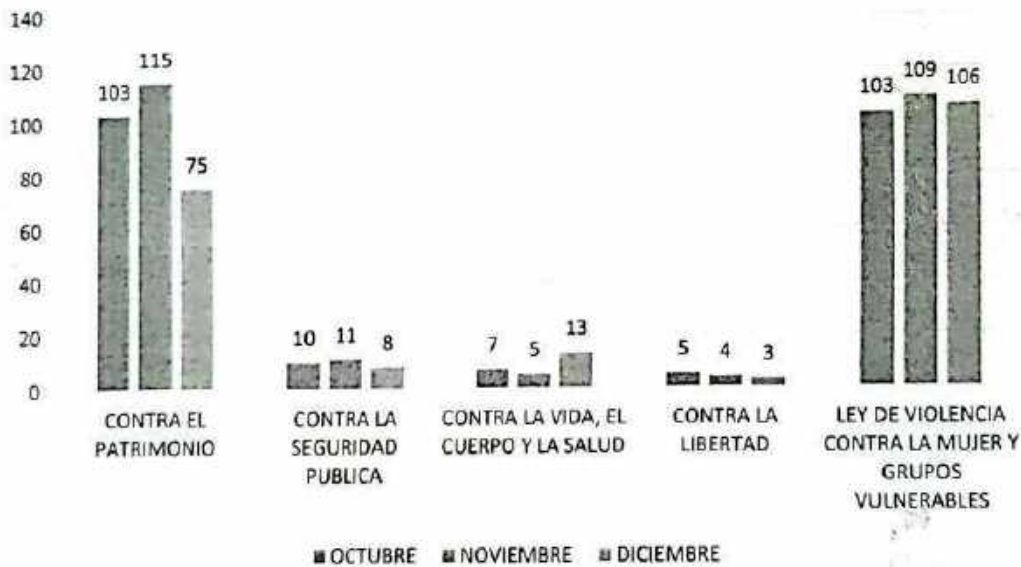 140
120
100
80
60
40
20
0
103 115 75
10 11 8
7 5 13
5 4 3
103 109 106
CONTRA EL
PATRIMONIO
CONTRA LA
SEGURIDAD
PUBLICA
CONTRA LA VIDA, EL
CUERPO Y LA SALUD
CONTRA LA
LIBERTAD
LEY DE VIOLENCIA
CONTRA LA MUJER Y
GRUPOS
VULNERABLES
OCTUBRE NOVIEMBRE DICIEMBRE